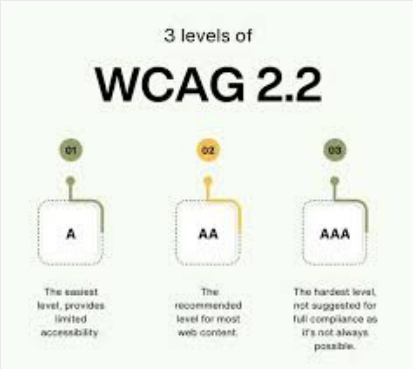 3 levels of
WCAG 2.2
01
02
03
A
AA
AAA
The easiest
level, provides
limited
accessibility
The
recommended
level for most
web content.
The hardest level,
not suggested for
full compliance as
it's not always
possible.